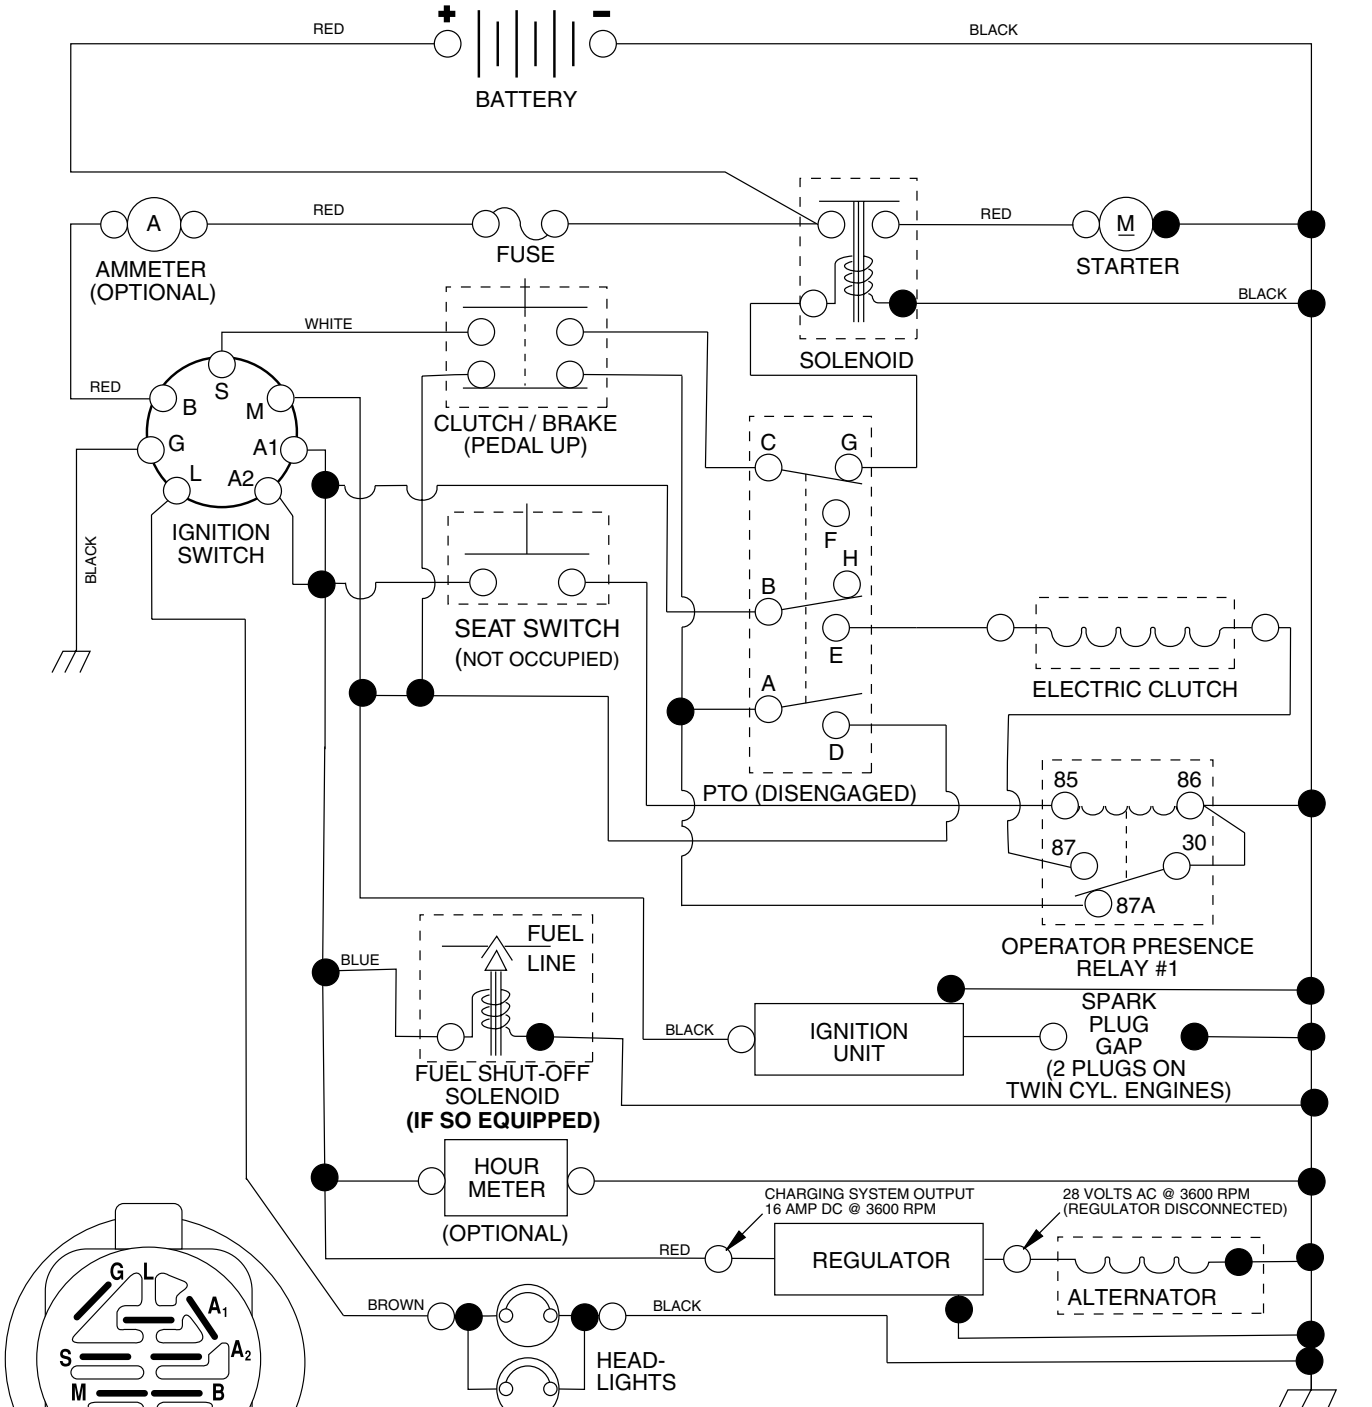 + -
RED
BLACK
BATTERY
A
RED
FUSE
RED
M
AMMETER
(OPTIONAL)
STARTER
BLACK
WHITE
SOLENOID
RED
S
B
M
G
A1
L
A2
IGNITION
SWITCH
BLACK
CLUTCH / BRAKE
(PEDAL UP)
C
G
F
H
B
E
A
D
PTO (DISENGAGED)
SEAT SWITCH
(NOT OCCUPIED)
ELECTRIC CLUTCH
85
86
87
30
87A
OPERATOR PRESENCE
RELAY #1
BLUE
FUEL
LINE
FUEL SHUT-OFF
SOLENOID
(IF SO EQUIPPED)
BLACK
IGNITION
UNIT
SPARK
PLUG
GAP
(2 PLUGS ON
TWIN CYL. ENGINES)
HOUR
METER
(OPTIONAL)
CHARGING SYSTEM OUTPUT
16 AMP DC @ 3600 RPM
28 VOLTS AC @ 3600 RPM
(REGULATOR DISCONNECTED)
RED
REGULATOR
ALTERNATOR
BROWN
BLACK
HEAD-
LIGHTS
G L
A1
S
A2
M
B